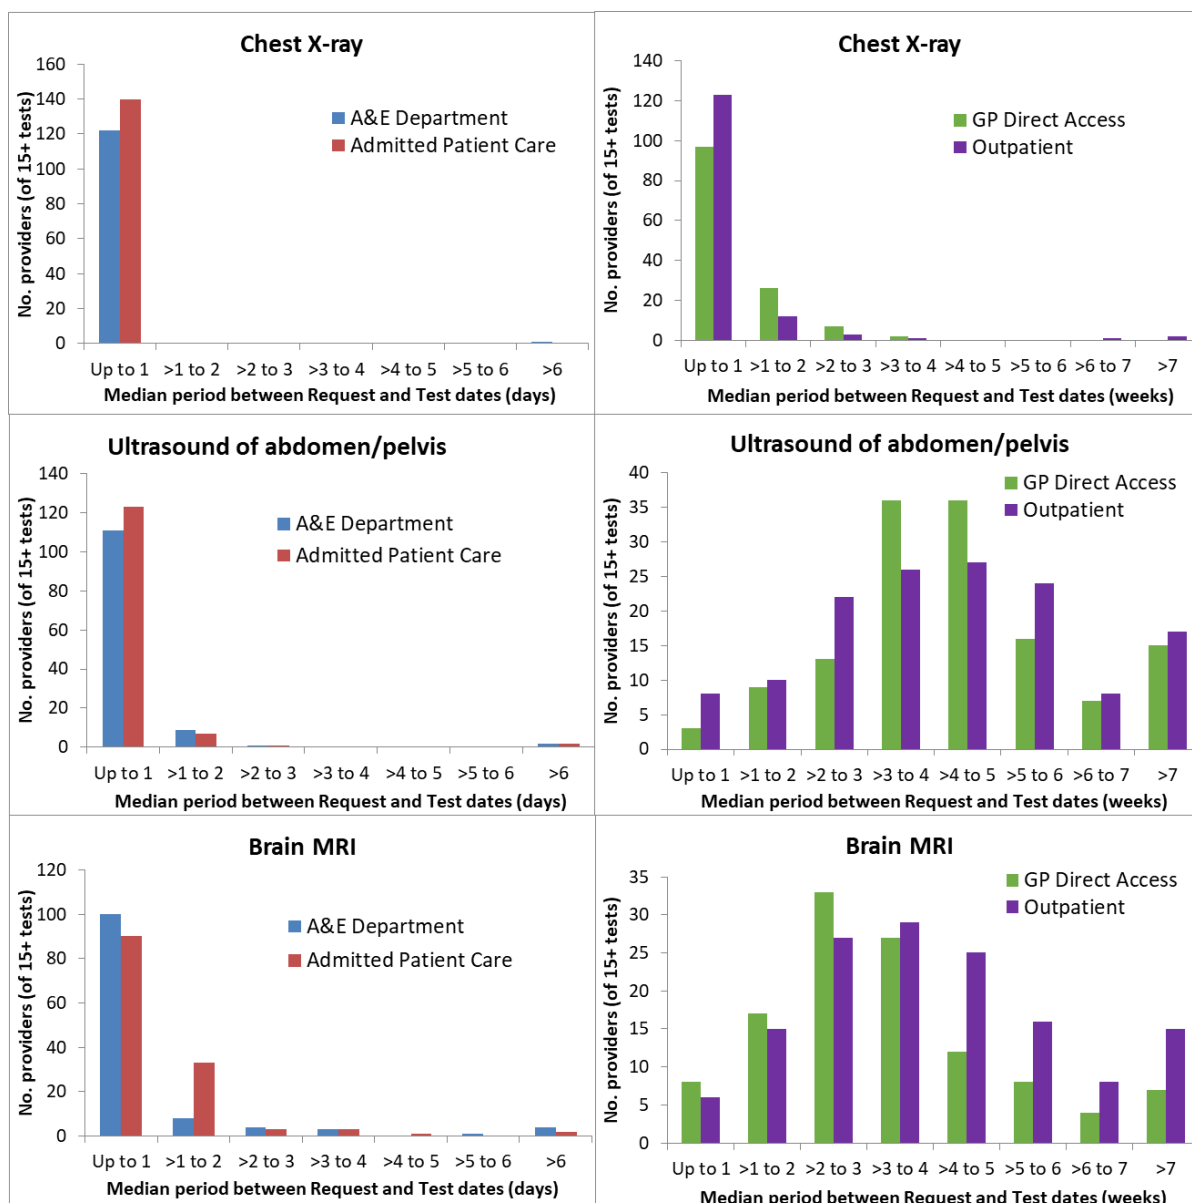 Chest X-ray
No. providers (of 15+ tests)
160
140
120
100
80
60
40
20
0
A&E Department
Admitted Patient Care
Up to 1 >1 to 2 >2 to 3 >3 to 4 >4 to 5 >5 to 6 >6
Median period between Request and Test dates (days)
Chest X-ray
No. providers (of 15+ tests)
140
120
100
80
60
40
20
0
GP Direct Access
Outpatient
Up to 1 >1 to 2 >2 to 3 >3 to 4 >4 to 5 >5 to 6 >6 to 7 >7
Median period between Request and Test dates (weeks)
Ultrasound of abdomen/pelvis
No. providers (of 15+ tests)
140
120
100
80
60
40
20
0
A&E Department
Admitted Patient Care
Up to 1 >1 to 2 >2 to 3 >3 to 4 >4 to 5 >5 to 6 >6
Median period between Request and Test dates (days)
Ultrasound of abdomen/pelvis
No. providers (of 15+ tests)
40
35
30
25
20
15
10
5
0
GP Direct Access
Outpatient
Up to 1 >1 to 2 >2 to 3 >3 to 4 >4 to 5 >5 to 6 >6 to 7 >7
Median period between Request and Test dates (weeks)
Brain MRI
No. providers (of 15+ tests)
120
100
80
60
40
20
0
A&E Department
Admitted Patient Care
Up to 1 >1 to 2 >2 to 3 >3 to 4 >4 to 5 >5 to 6 >6
Median period between Request and Test dates (days)
Brain MRI
No. providers (of 15+ tests)
35
30
25
20
15
10
5
0
GP Direct Access
Outpatient
Up to 1 >1 to 2 >2 to 3 >3 to 4 >4 to 5 >5 to 6 >6 to 7 >7
Median period between Request and Test dates (weeks)